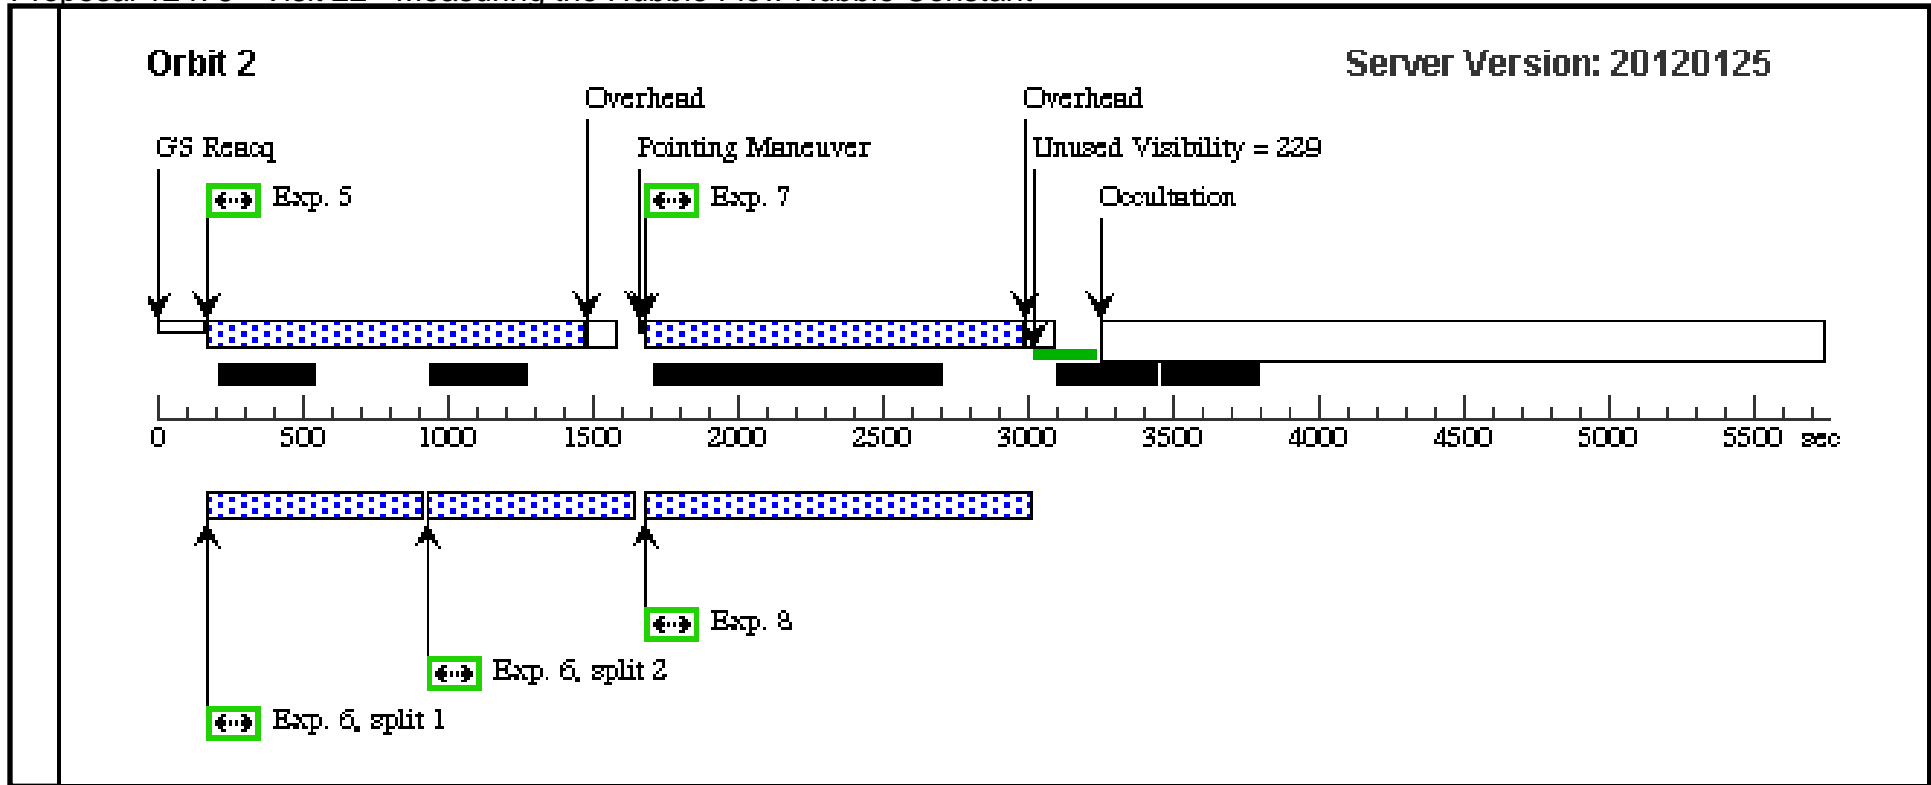 Orbit 2
Server Version: 20120125
Overhead
Overhead
GS Reacq
Pointing Maneuver
Unused Visibility = 229
Exp. 5
Exp. 7
Occultation
0 500 1000 1500 2000 2500 3000 3500 4000 4500 5000 5500 sec
Exp. 8
Exp. 6, split 2
Exp. 6, split 1